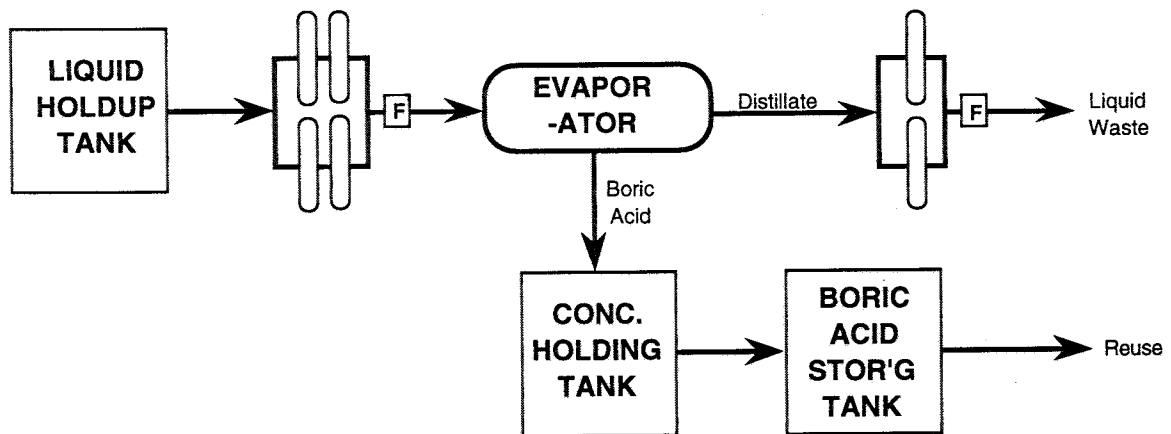 LIQUID
HOLDUP
TANK
F
EVAPOR
-ATOR
Distillate
F
Liquid
Waste
Boric
Acid
CONC.
HOLDING
TANK
BORIC
ACID
STOR'G
TANK
Reuse